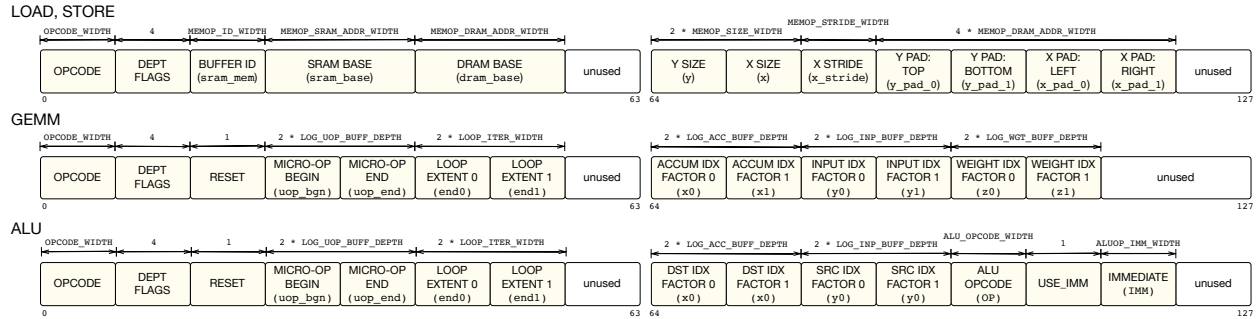 LOAD, STORE
MEMOP_STRIDE_WIDTH
OPCODE_WIDTH 4 MEMOP_ID_WIDTH MEMOP_SRAM_ADDR_WIDTH MEMOP_DRAM_ADDR_WIDTH 2 * MEMOP_SIZE_WIDTH 4 * MEMOP_DRAM_ADDR_WIDTH
OPCODE DEPT FLAGS BUFFER ID (sram_mem) SRAM BASE (sram_base) DRAM BASE (dram_base) unused Y SIZE (y) X SIZE (x) X STRIDE (x_stride) Y PAD: TOP (y_pad_0) Y PAD: BOTTOM (y_pad_1) X PAD: LEFT (x_pad_0) X PAD: RIGHT (x_pad_1) unused
0 63 64 127
GEMM
OPCODE_WIDTH 4 1 2 * LOG_UOP_BUFF_DEPTH 2 * LOOP_ITER_WIDTH 2 * LOG_ACC_BUFF_DEPTH 2 * LOG_INP_BUFF_DEPTH 2 * LOG_WGT_BUFF_DEPTH
OPCODE DEPT FLAGS RESET MICRO-OP BEGIN (uop_bgn) MICRO-OP END (uop_end) LOOP EXTENT 0 (end0) LOOP EXTENT 1 (end1) unused ACCUM IDX FACTOR 0 (x0) ACCUM IDX FACTOR 1 (x1) INPUT IDX FACTOR 0 (y0) INPUT IDX FACTOR 1 (y1) WEIGHT IDX FACTOR 0 (z0) WEIGHT IDX FACTOR 1 (z1) unused
0 63 64 127
ALU
ALU_OPCODE_WIDTH
OPCODE_WIDTH 4 1 2 * LOG_UOP_BUFF_DEPTH 2 * LOOP_ITER_WIDTH 2 * LOG_ACC_BUFF_DEPTH 2 * LOG_INP_BUFF_DEPTH 1 ALUOP_IMM_WIDTH
OPCODE DEPT FLAGS RESET MICRO-OP BEGIN (uop_bgn) MICRO-OP END (uop_end) LOOP EXTENT 0 (end0) LOOP EXTENT 1 (end1) unused DST IDX FACTOR 0 (x0) DST IDX FACTOR 1 (x0) SRC IDX FACTOR 0 (y0) SRC IDX FACTOR 1 (y0) ALU OPCODE (OP) USE_IMM IMMEDIATE (IMM) unused
0 63 64 127